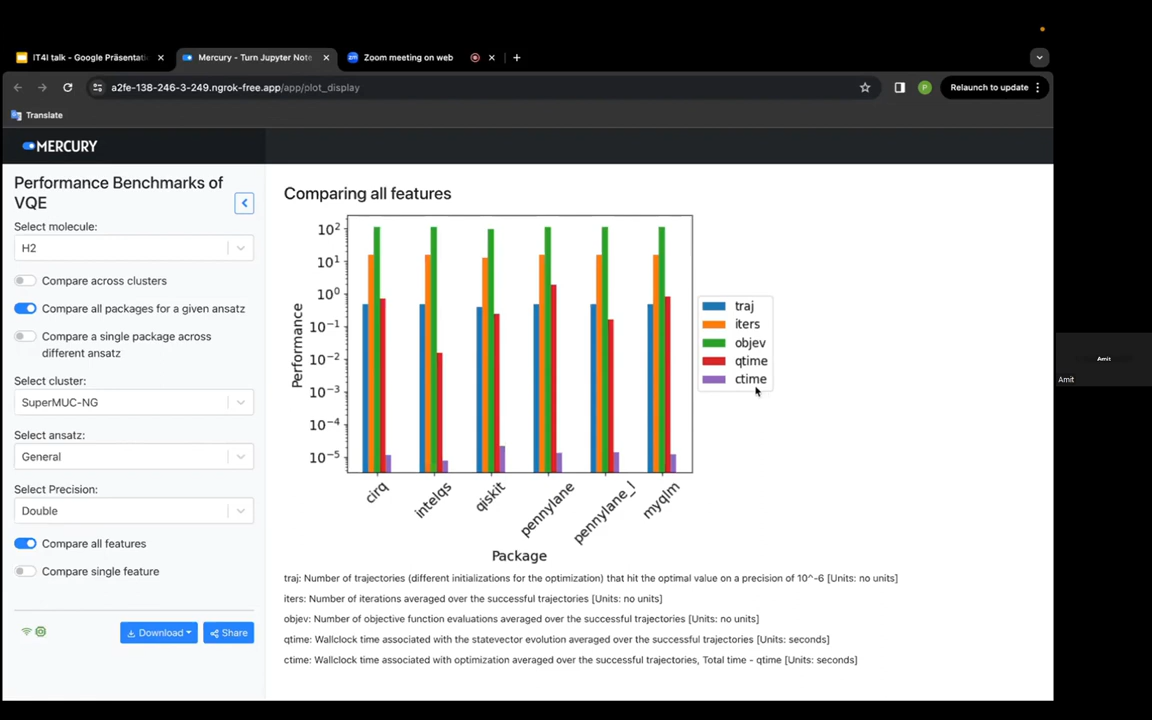 IT4I talk - Google Präsentati
Mercury - Turn Jupyter Note
Zoom meeting on web
a2fe-138-246-3-249.ngrok-free.app/app/plot_display
P
Relaunch to update
Translate
MERCURY
Performance Benchmarks of
VQE
Select molecule:
H2
Compare across clusters
Compare all packages for a given ansatz
Compare a single package across
different ansatz
Select cluster:
SuperMUC-NG
Select ansatz:
General
Select Precision:
Double
Compare all features
Compare single feature
Download
Share
Comparing all features
Performance
10^2
10^1
10^0
10^-1
10^-2
10^-3
10^-4
10^-5
traj
iters
objev
qtime
ctime
cirq
intelqs
qiskit
pennylane
pennylane_l
myqlm
Package
traj: Number of trajectories (different initializations for the optimization) that hit the optimal value on a precision of 10^-6 [Units: no units]
iters: Number of iterations averaged over the successful trajectories [Units: no units]
objev: Number of objective function evaluations averaged over the successful trajectories [Units: no units]
qtime: Wallclock time associated with the statevector evolution averaged over the successful trajectories [Units: seconds]
ctime: Wallclock time associated with optimization averaged over the successful trajectories, Total time - qtime [Units: seconds]
Amit
Amit